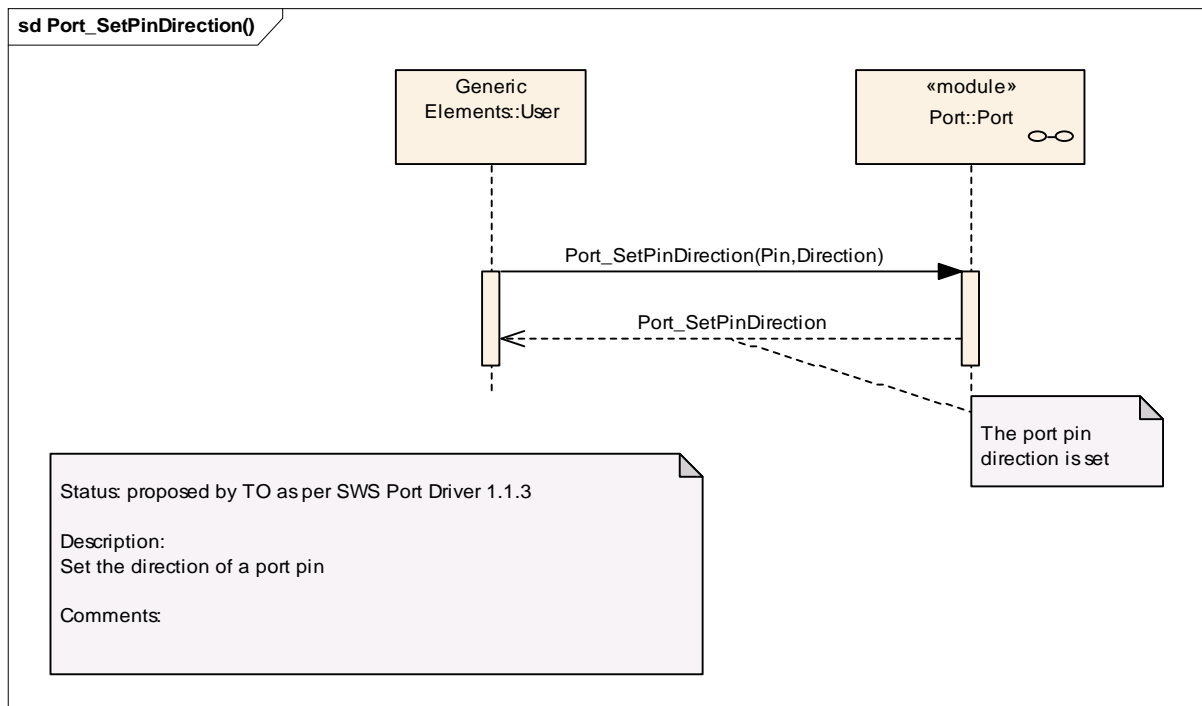 sd Port_SetPinDirection()
Generic
Elements::User
«module»
Port::Port
Port_SetPinDirection(Pin,Direction)
Port_SetPinDirection
The port pin
direction is set
Status: proposed by TO as per SWS Port Driver 1.1.3
Description:
Set the direction of a port pin
Comments: